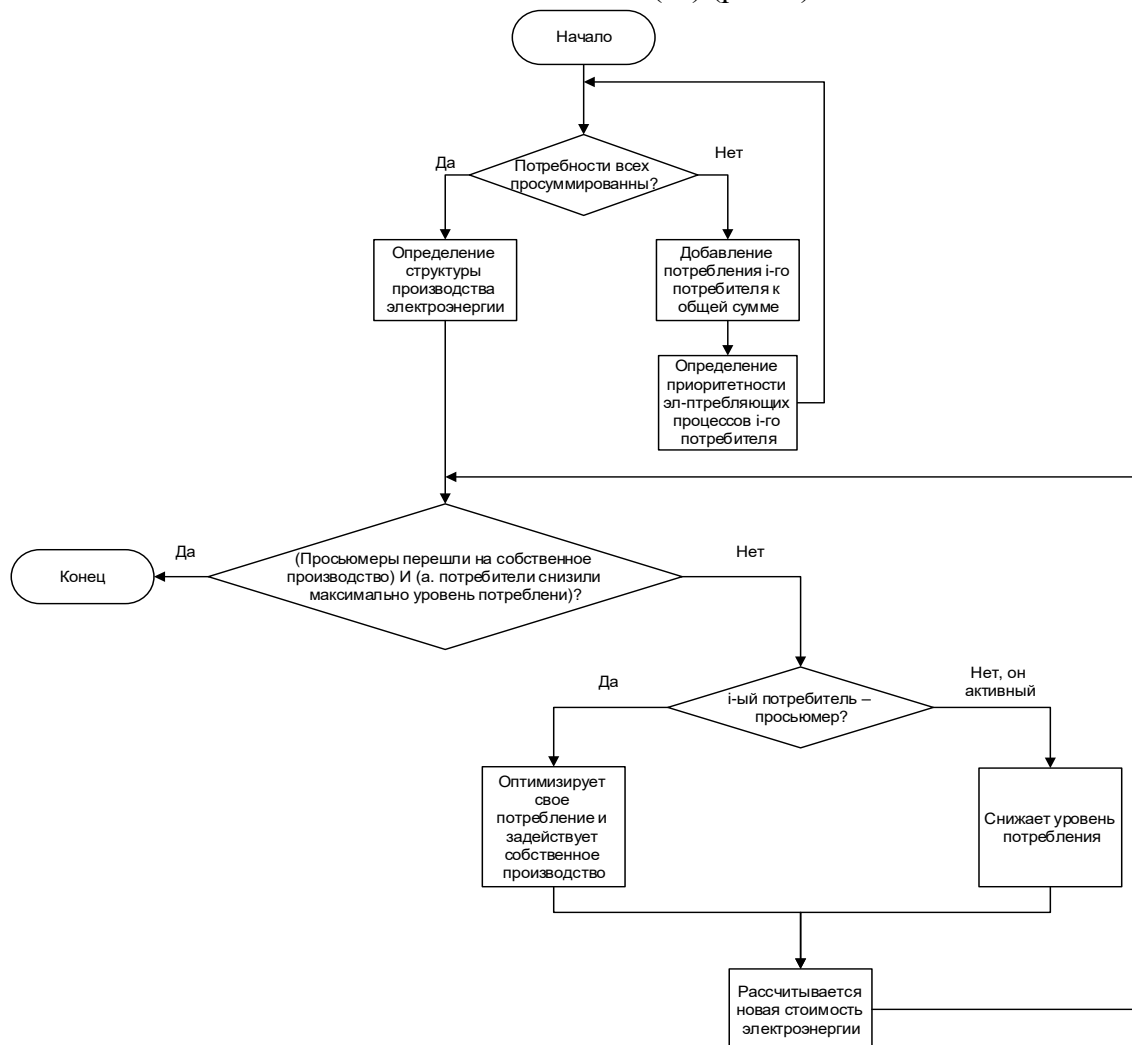 Начало
Да
Нет
Потребности всех
просуммированны?
Определение
структуры
производства
электроэнергии
Добавление
потребления i-го
потребителя к
общей сумме
Определение
приоритетности
эл-птребляющих
процессов i-го
потребителя
Да
Нет
Конец
(Просьюмеры перешли на собственное
производство) И (а. потребители снизили
максимально уровень потреблени)?
Да
Нет, он
активный
i-ый потребитель –
просьюмер?
Оптимизирует
свое
потребление и
задействует
собственное
производство
Снижает уровень
потребления
Рассчитывается
новая стоимость
электроэнергии